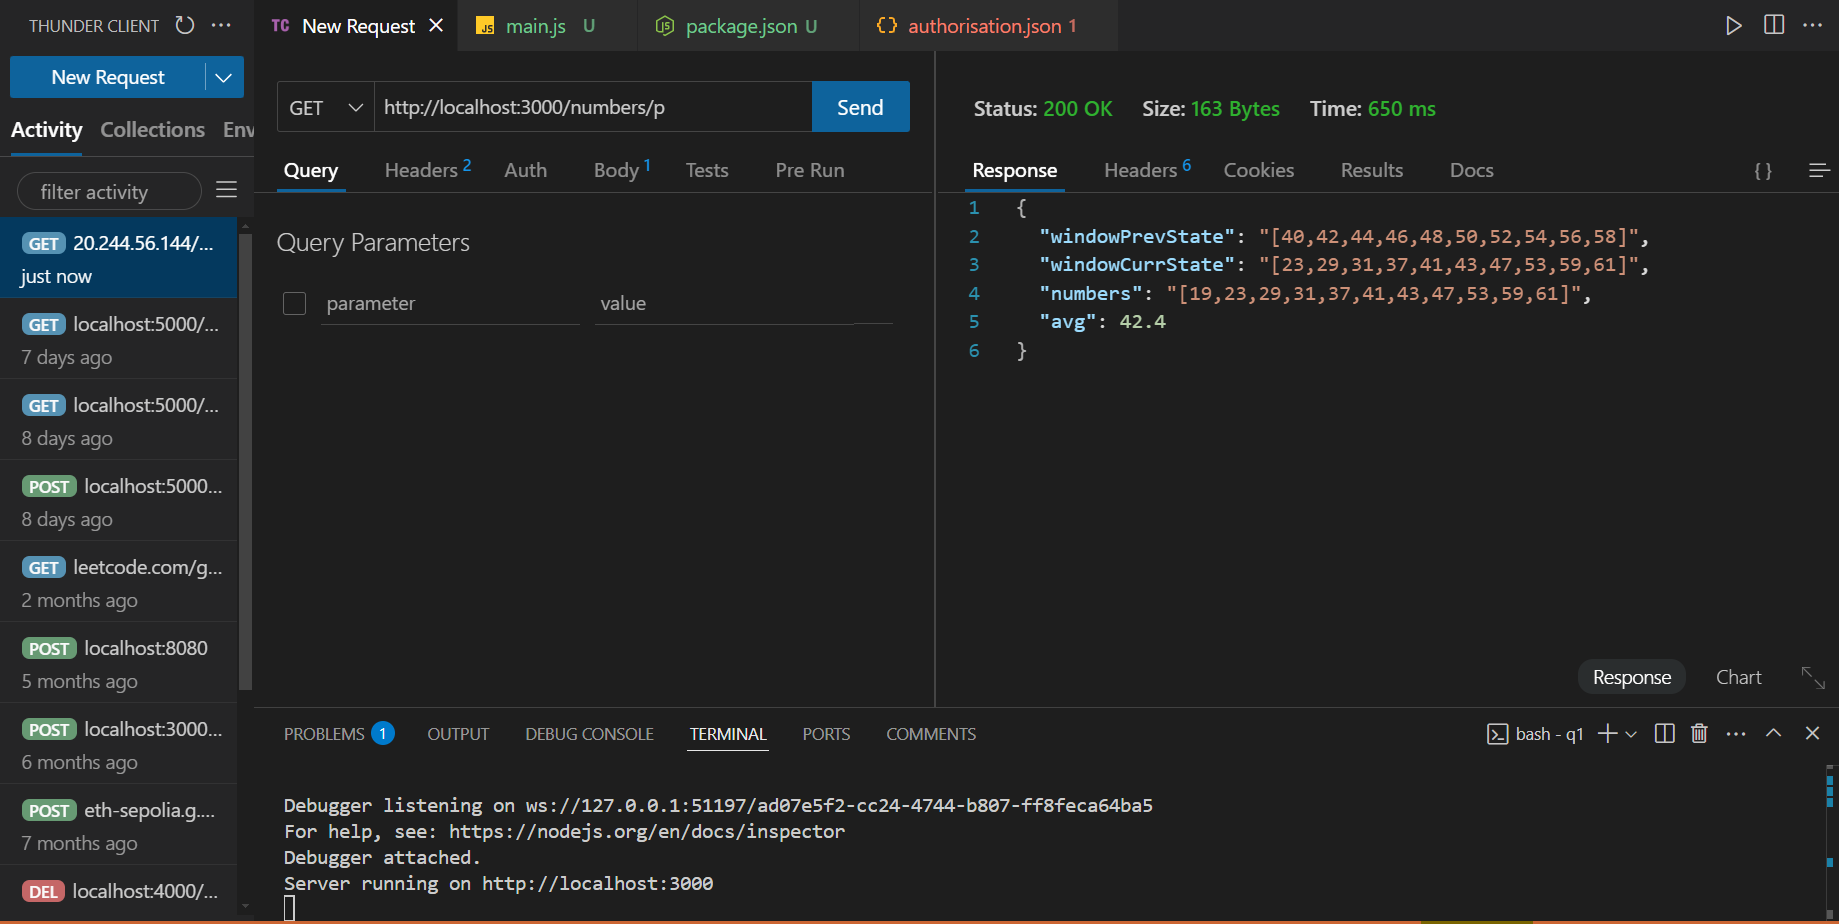 THUNDER CLIENT
New Request
Activity Collections Env
filter activity
GET 20.244.56.144/...
just now
GET localhost:5000/...
7 days ago
GET localhost:5000/...
8 days ago
POST localhost:5000...
8 days ago
GET leetcode.com/g...
2 months ago
POST localhost:8080
5 months ago
POST localhost:3000...
6 months ago
POST eth-sepolia.g....
7 months ago
DEL localhost:4000/...
TC New Request JS main.js U JS package.json U {} authorisation.json 1
GET http://localhost:3000/numbers/p Send
Query Headers 2 Auth Body 1 Tests Pre Run
Query Parameters
parameter value
Status: 200 OK Size: 163 Bytes Time: 650 ms
Response Headers 6 Cookies Results Docs { }
1 {
2 "windowPrevState": "[40,42,44,46,48,50,52,54,56,58]",
3 "windowCurrState": "[23,29,31,37,41,43,47,53,59,61]",
4 "numbers": "[19,23,29,31,37,41,43,47,53,59,61]",
5 "avg": 42.4
6 }
Response Chart
PROBLEMS 1 OUTPUT DEBUG CONSOLE TERMINAL PORTS COMMENTS bash - q1
Debugger listening on ws://127.0.0.1:51197/ad07e5f2-cc24-4744-b807-ff8feca64ba5
For help, see: https://nodejs.org/en/docs/inspector
Debugger attached.
Server running on http://localhost:3000